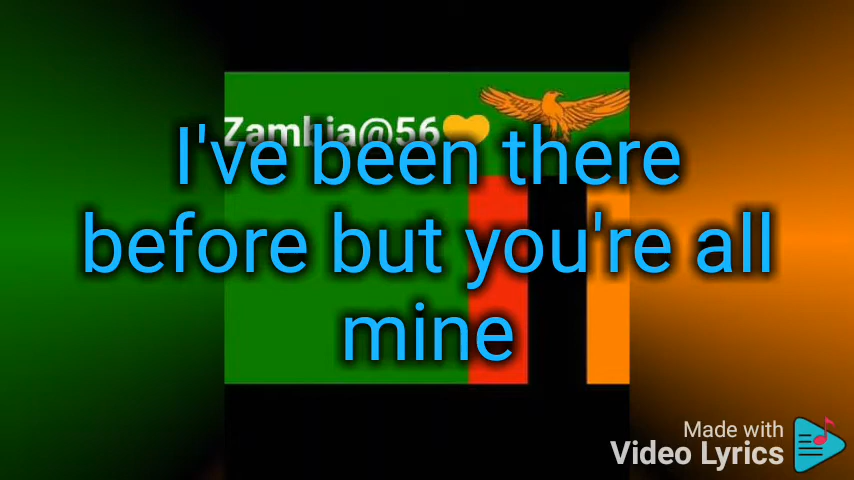 Zambia@56💛
I've been there
before but you're all
mine
Made with
Video Lyrics